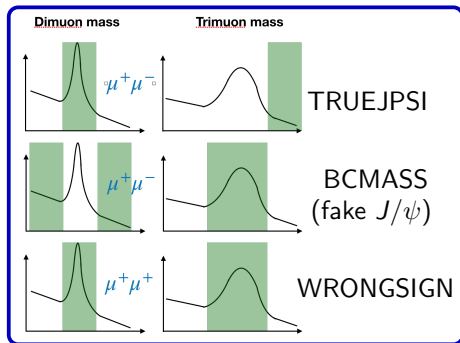 Dimuon mass Trimuon mass
μ⁺μ⁻ TRUEJPSI
μ⁺μ⁻ BCMASS
(fake J/ψ)
μ⁺μ⁺ WRONGSIGN